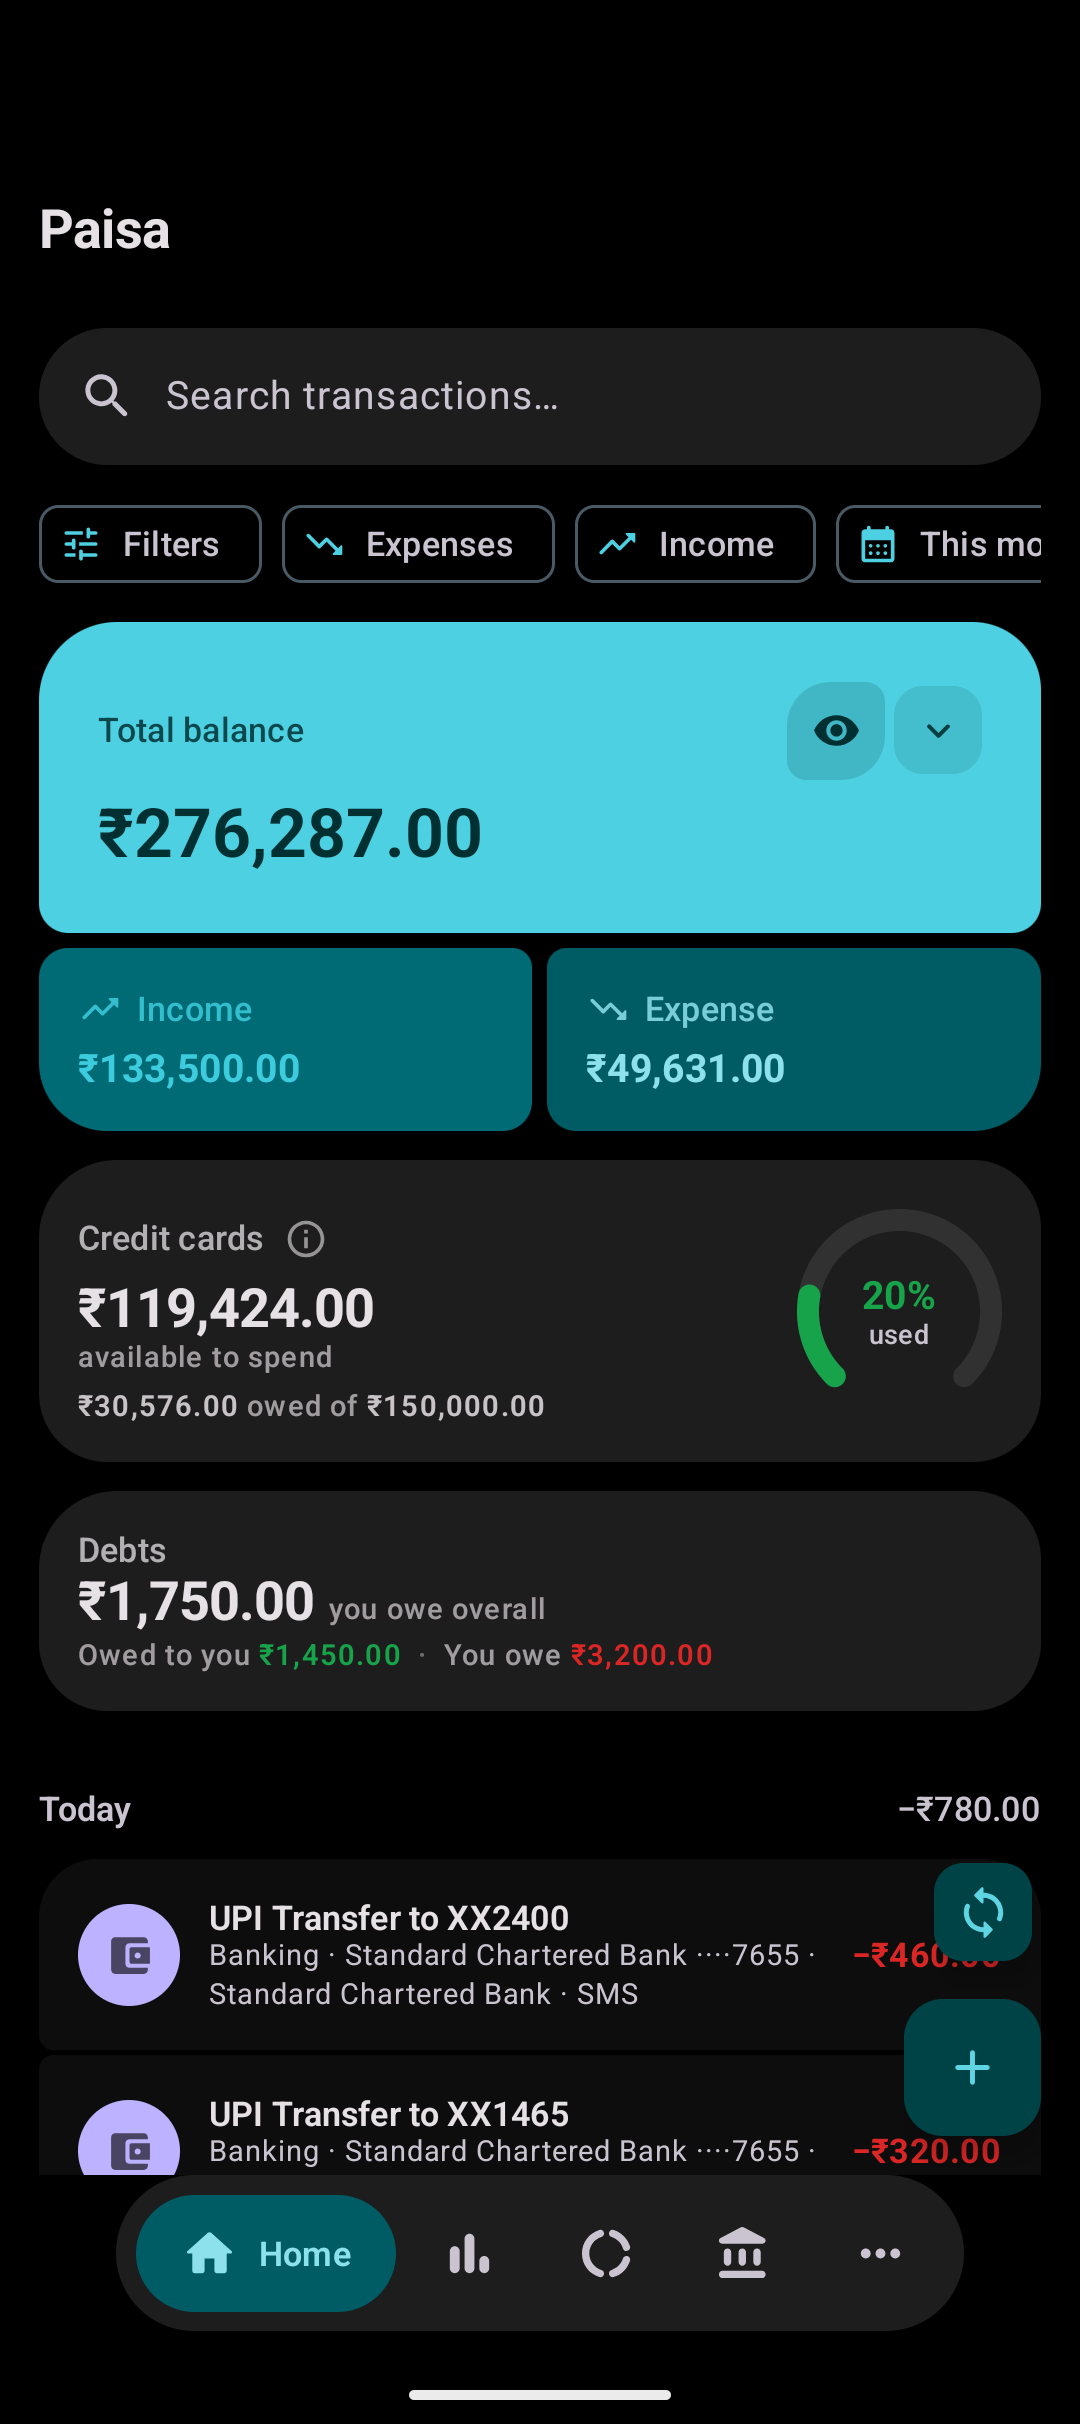 Paisa
Search transactions...
Filters
Expenses
Income
This mo
Total balance
₹276,287.00
Income
₹133,500.00
Expense
₹49,631.00
Credit cards
₹119,424.00
available to spend
₹30,576.00 owed of ₹150,000.00
20%
used
Debts
₹1,750.00 you owe overall
Owed to you ₹1,450.00 · You owe ₹3,200.00
Today
−₹780.00
UPI Transfer to XX2400
Banking · Standard Chartered Bank ····7655 ·
Standard Chartered Bank · SMS
−₹460.00
UPI Transfer to XX1465
Banking · Standard Chartered Bank ····7655 ·
−₹320.00
Home